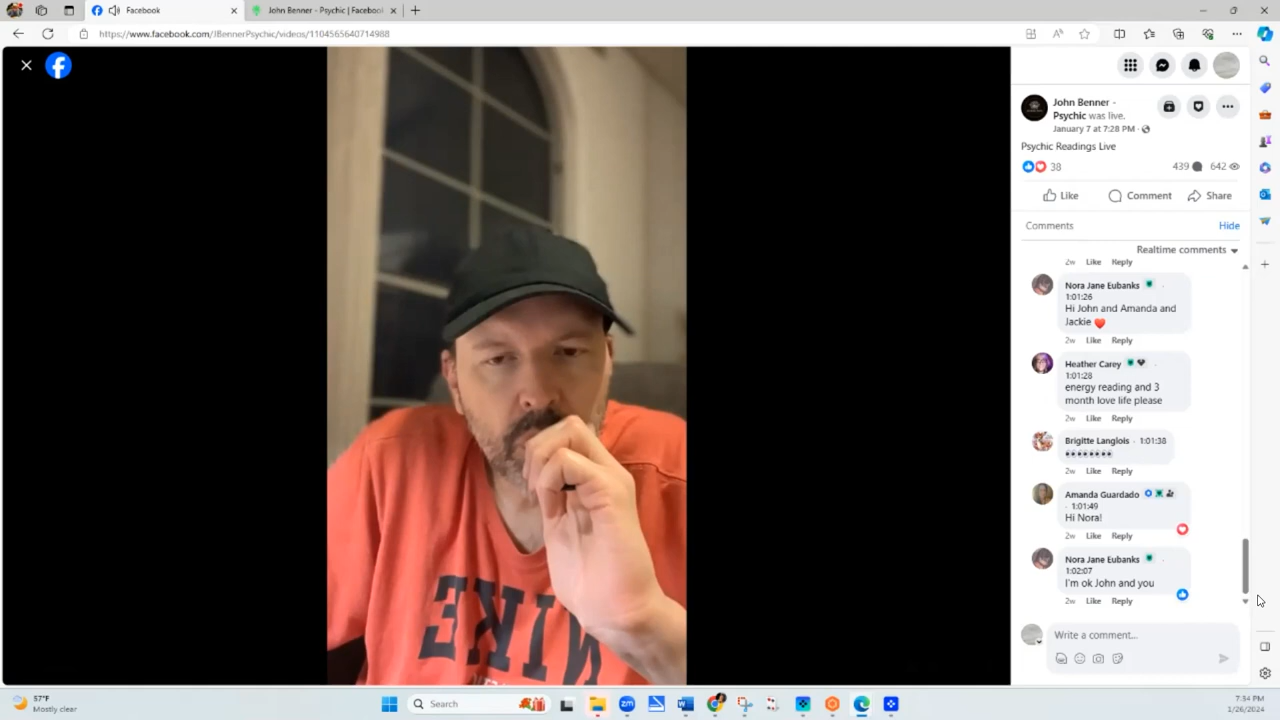 Facebook
John Benner - Psychic | Facebook
https://www.facebook.com/JBennerPsychic/videos/1104565640714988
John Benner -
Psychic was live.
January 7 at 7:28 PM ·
Psychic Readings Live
38
439
642
Like
Comment
Share
Comments
Hide
Realtime comments
2w Like Reply
Nora Jane Eubanks ·
1:01:26
Hi John and Amanda and
Jackie
2w Like Reply
Heather Carey ·
1:01:28
energy reading and 3
month love life please
2w Like Reply
Brigitte Langlois · 1:01:38
2w Like Reply
Amanda Guardado
· 1:01:49
Hi Nora!
2w Like Reply
Nora Jane Eubanks ·
1:02:07
I'm ok John and you
2w Like Reply
Write a comment...
NIKE
57°F
Mostly clear
Search
7:54 PM
1/26/2024